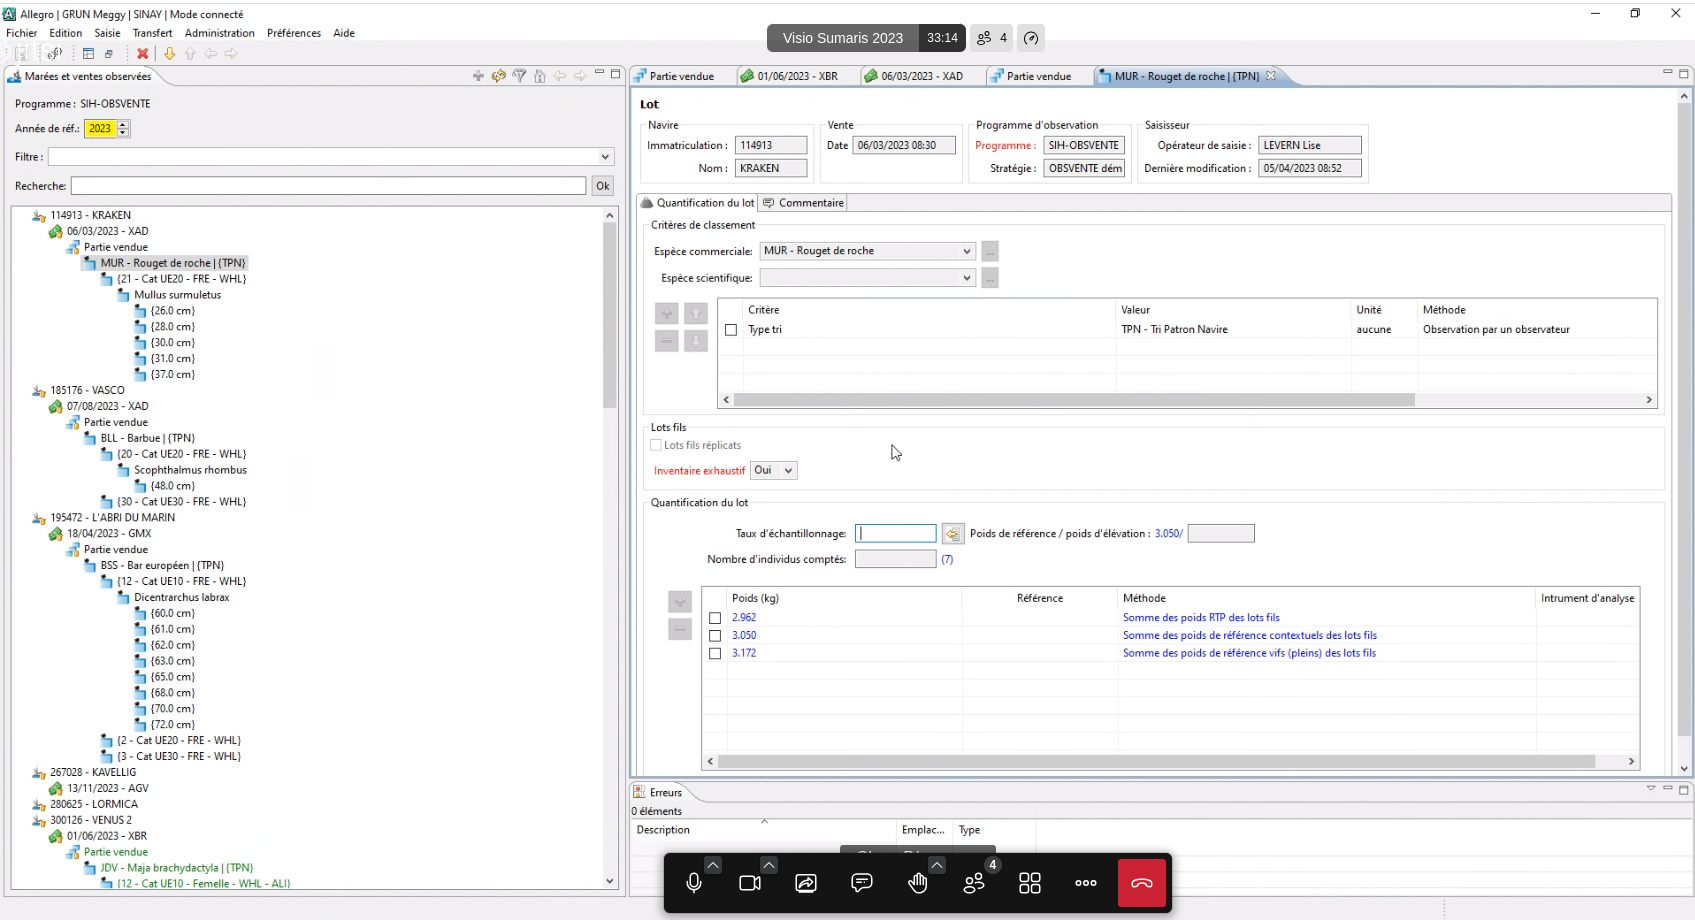 Allegro | GRUN Meggy | SINAY | Mode connecté
Fichier Edition Saisie Transfert Administration Préférences Aide
Visio Sumaris 2023 33:14 4
Marées et ventes observées
Programme : SIH-OBSVENTE
Année de réf.: 2023
Filtre :
Recherche: Ok
114913 - KRAKEN
06/03/2023 - XAD
Partie vendue
MUR - Rouget de roche | {TPN}
{21 - Cat UE20 - FRE - WHL}
Mullus surmuletus
{26.0 cm}
{28.0 cm}
{30.0 cm}
{31.0 cm}
{37.0 cm}
185176 - VASCO
07/08/2023 - XAD
Partie vendue
BLL - Barbue | {TPN}
{20 - Cat UE20 - FRE - WHL}
Scophthalmus rhombus
{48.0 cm}
{30 - Cat UE30 - FRE - WHL}
195472 - L'ABRI DU MARIN
18/04/2023 - GMX
Partie vendue
BSS - Bar européen | {TPN}
{12 - Cat UE10 - FRE - WHL}
Dicentrarchus labrax
{60.0 cm}
{61.0 cm}
{62.0 cm}
{63.0 cm}
{65.0 cm}
{68.0 cm}
{70.0 cm}
{72.0 cm}
{2 - Cat UE20 - FRE - WHL}
{3 - Cat UE30 - FRE - WHL}
267028 - KAVELLIG
13/11/2023 - AGV
280625 - LORMICA
300126 - VENUS 2
01/06/2023 - XBR
Partie vendue
JDV - Maja brachydactyla | {TPN}
{12 - Cat UE10 - Femelle - WHL - ALI}
Partie vendue 01/06/2023 - XBR 06/03/2023 - XAD Partie vendue MUR - Rouget de roche | {TPN}
Lot
Navire
Immatriculation : 114913
Nom : KRAKEN
Vente
Date 06/03/2023 08:30
Programme d'observation
Programme : SIH-OBSVENTE
Stratégie : OBSVENTE dém
Saisisseur
Opérateur de saisie : LEVERN Lise
Dernière modification : 05/04/2023 08:52
Quantification du lot Commentaire
Critères de classement
Espèce commerciale: MUR - Rouget de roche ...
Espèce scientifique: ...
Critère Valeur Unité Méthode
Type tri TPN - Tri Patron Navire aucune Observation par un observateur
Lots fils
Lots fils réplicats
Inventaire exhaustif Oui
Quantification du lot
Taux d'échantillonnage: Poids de référence / poids d'élévation : 3.050/
Nombre d'individus comptés: (7)
Poids (kg) Référence Méthode Intrument d'analyse
2.962 Somme des poids RTP des lots fils
3.050 Somme des poids de référence contextuels des lots fils
3.172 Somme des poids de référence vifs (pleins) des lots fils
Erreurs
0 éléments
Description Emplac... Type
4